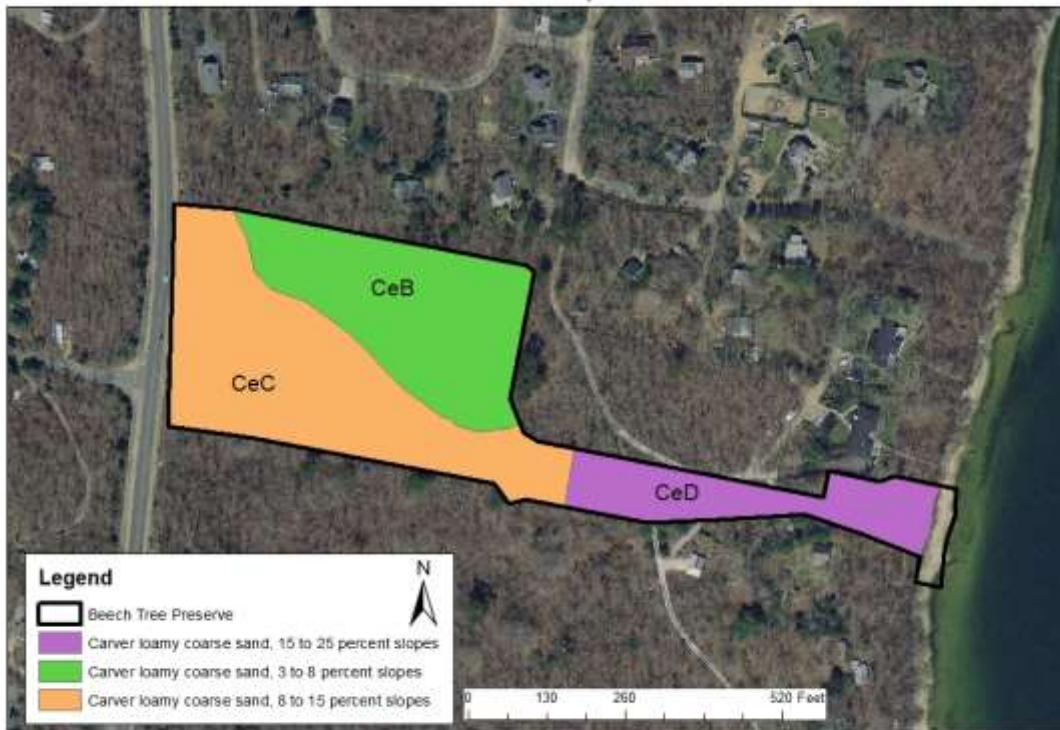 CeB
CeC
CeD
Legend
N
Beech Tree Preserve
Carver loamy coarse sand, 15 to 25 percent slopes
Carver loamy coarse sand, 3 to 8 percent slopes
Carver loamy coarse sand, 8 to 15 percent slopes
0 130 260 520 Feet